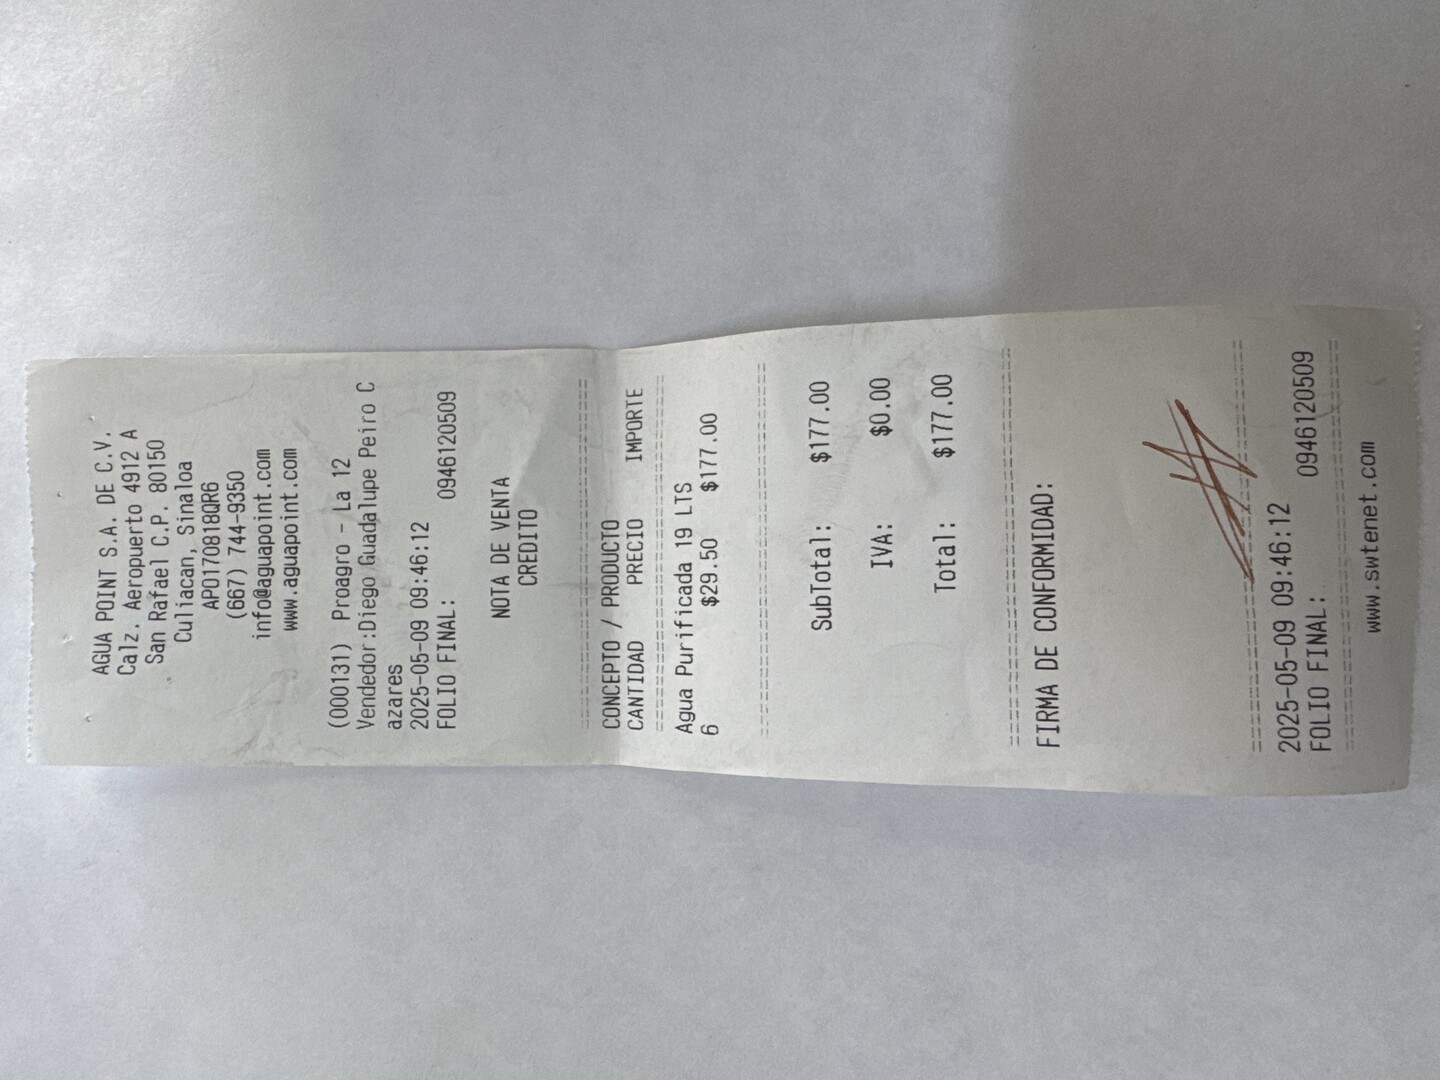 AGUA POINT S.A. DE C.V.
Calz. Aeropuerto 4912 A
San Rafael C.P. 80150
Culiacan, Sinaloa
APO170818QR6
(667) 744-9350
info@aguapoint.com
www.aguapoint.com
(000131) Proagro - La 12
Vendedor:Diego Guadalupe Peiro C
azares
2025-05-09 09:46:12
FOLIO FINAL: 0946120509
NOTA DE VENTA
CREDITO
CONCEPTO / PRODUCTO
CANTIDAD PRECIO IMPORTE
Agua Purificada 19 LTS
6 $29.50 $177.00
SubTotal: $177.00
IVA: $0.00
Total: $177.00
FIRMA DE CONFORMIDAD:
2025-05-09 09:46:12
FOLIO FINAL: 0946120509
www.swtenet.com